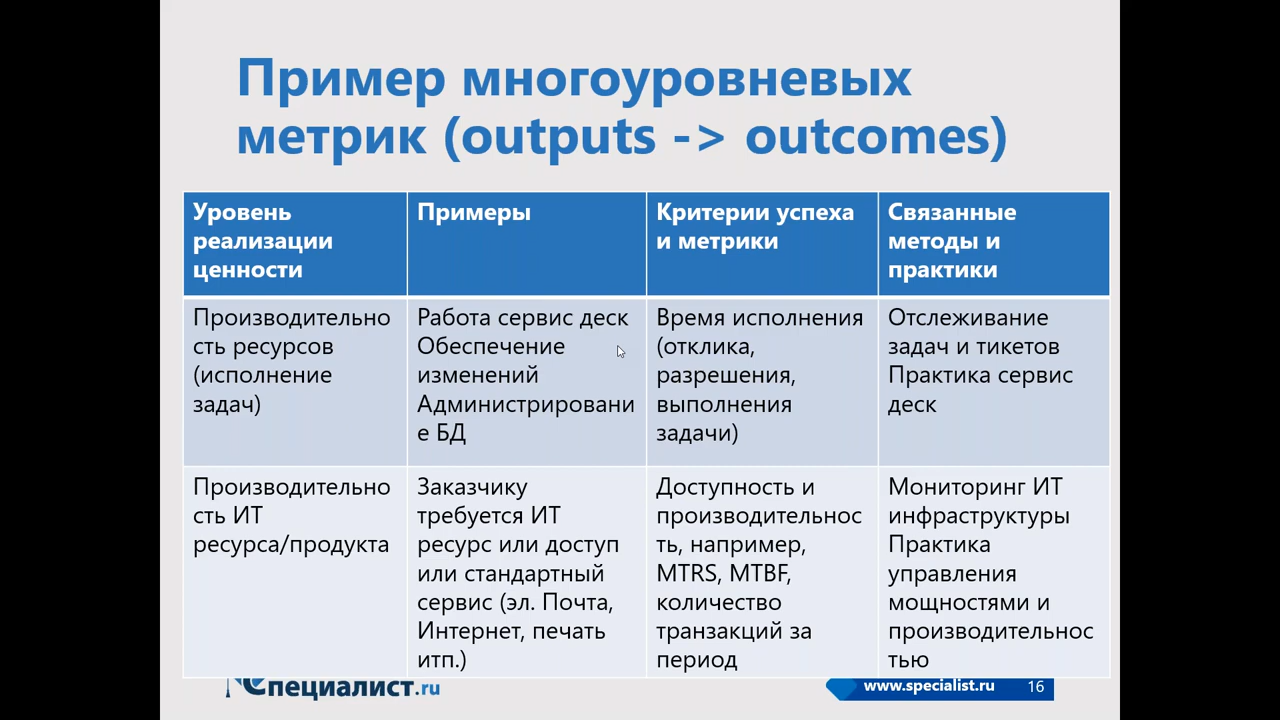 Пример многоуровневых
метрик (outputs -> outcomes)
Уровень
реализации
ценности
Примеры
Критерии успеха
и метрики
Связанные
методы и
практики
Производительно
сть ресурсов
(исполнение
задач)
Работа сервис деск
Обеспечение
изменений
Администрировани
е БД
Время исполнения
(отклика,
разрешения,
выполнения
задачи)
Отслеживание
задач и тикетов
Практика сервис
деск
Производительно
сть ИТ
ресурса/продукта
Заказчику
требуется ИТ
ресурс или доступ
или стандартный
сервис (эл. Почта,
Интернет, печать
итп.)
Доступность и
производительнос
ть, например,
MTRS, MTBF,
количество
транзакций за
период
Мониторинг ИТ
инфраструктуры
Практика
управления
мощностями и
производительнос
тью
Специалист.ru
www.specialist.ru
16